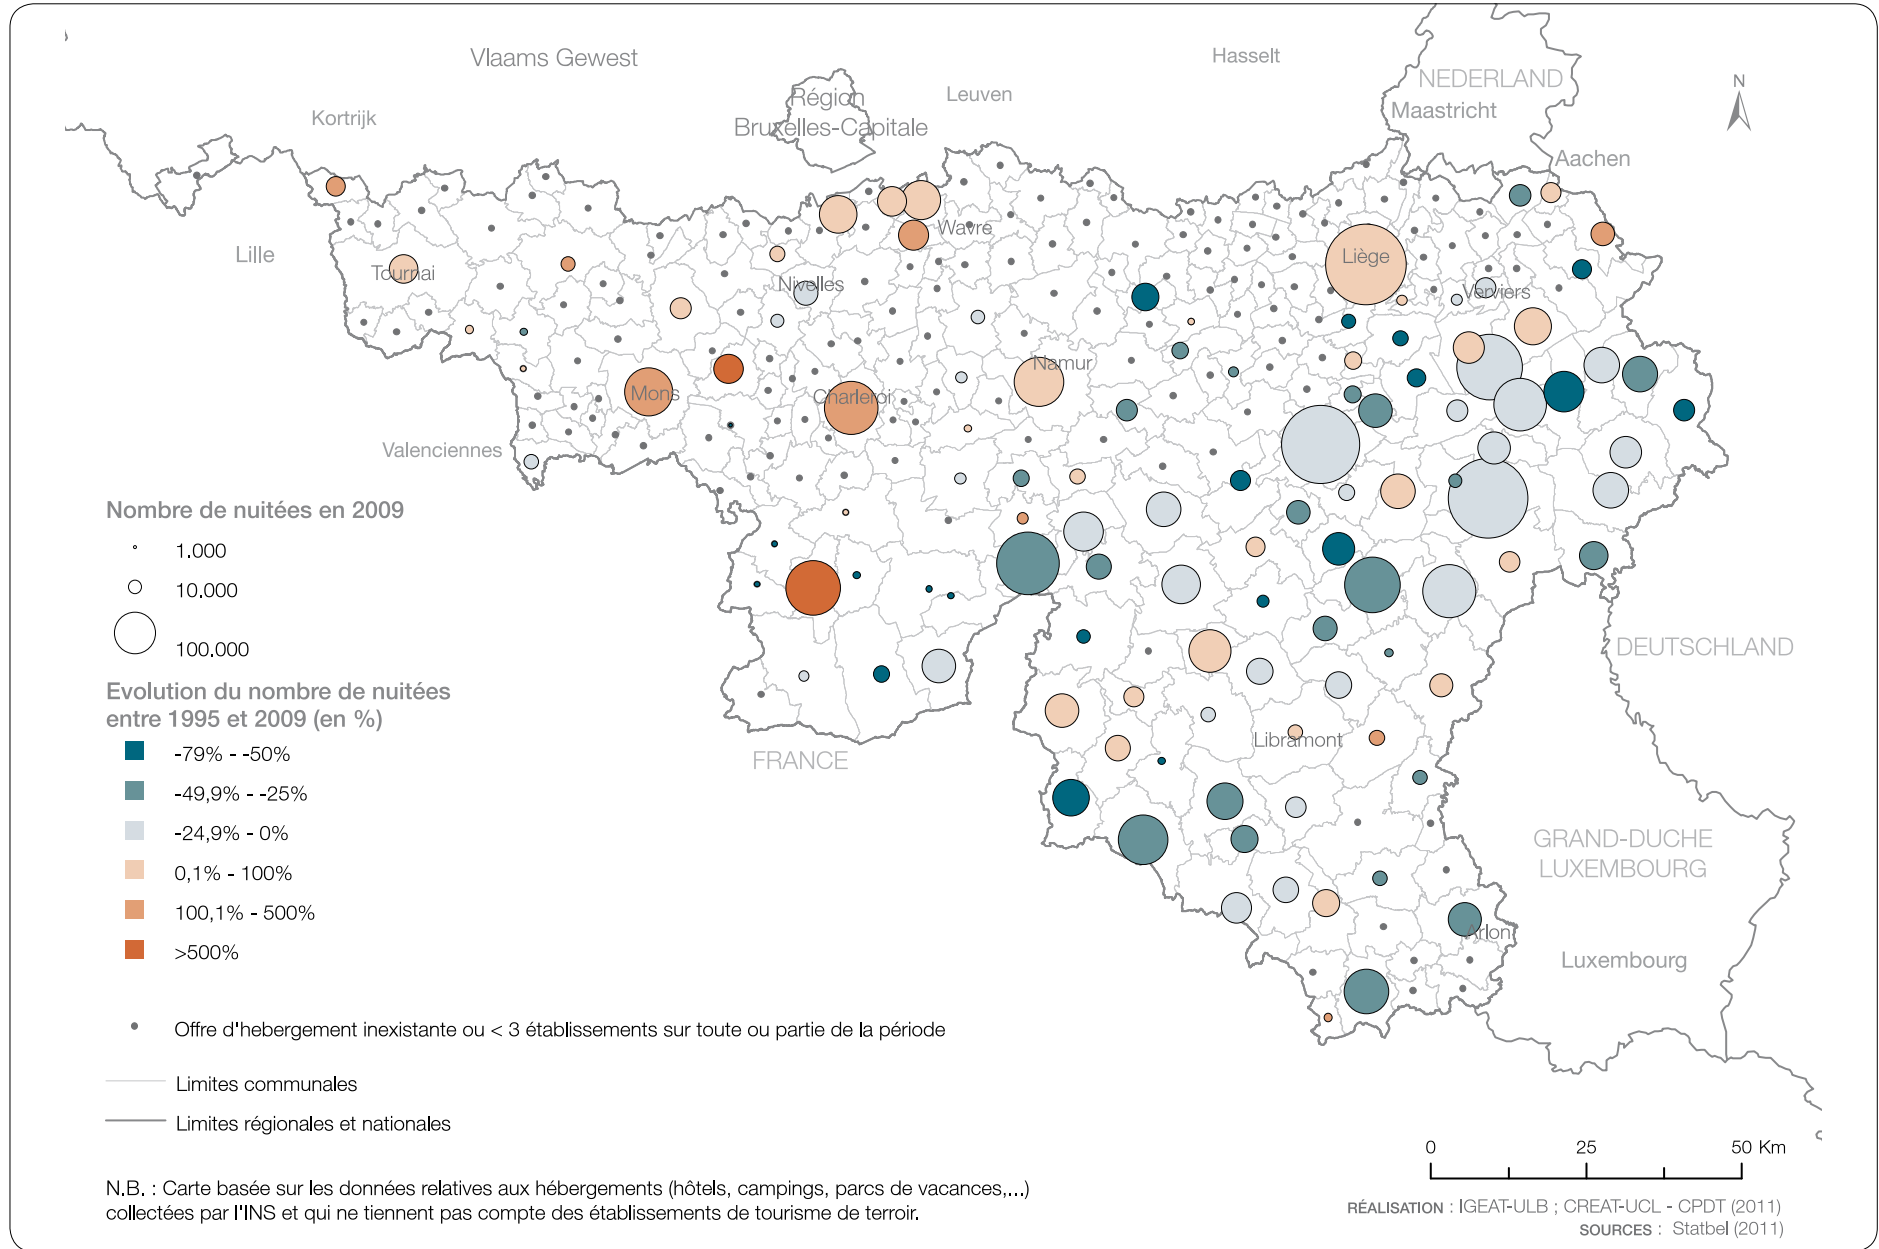 Vlaams Gewest
Hasselt
NEDERLAND
Maastricht
N
Région
Bruxelles-Capitale
Leuven
Kortrijk
Aachen
Lille
Tournai
Wavre
Liège
Nivelles
Verviers
Namur
Mons
Charleroi
Valenciennes
Nombre de nuitées en 2009
1.000
10.000
100.000
Evolution du nombre de nuitées
entre 1995 et 2009 (en %)
-79% - -50%
-49,9% - -25%
-24,9% - 0%
0,1% - 100%
100,1% - 500%
>500%
DEUTSCHLAND
FRANCE
Libramont
GRAND-DUCHE
LUXEMBOURG
Arlon
Luxembourg
Offre d'hebergement inexistante ou < 3 établissements sur toute ou partie de la période
Limites communales
Limites régionales et nationales
0 25 50 Km
N.B. : Carte basée sur les données relatives aux hébergements (hôtels, campings, parcs de vacances,...)
collectées par l'INS et qui ne tiennent pas compte des établissements de tourisme de terroir.
RÉALISATION : IGEAT-ULB ; CREAT-UCL - CPDT (2011)
SOURCES : Statbel (2011)